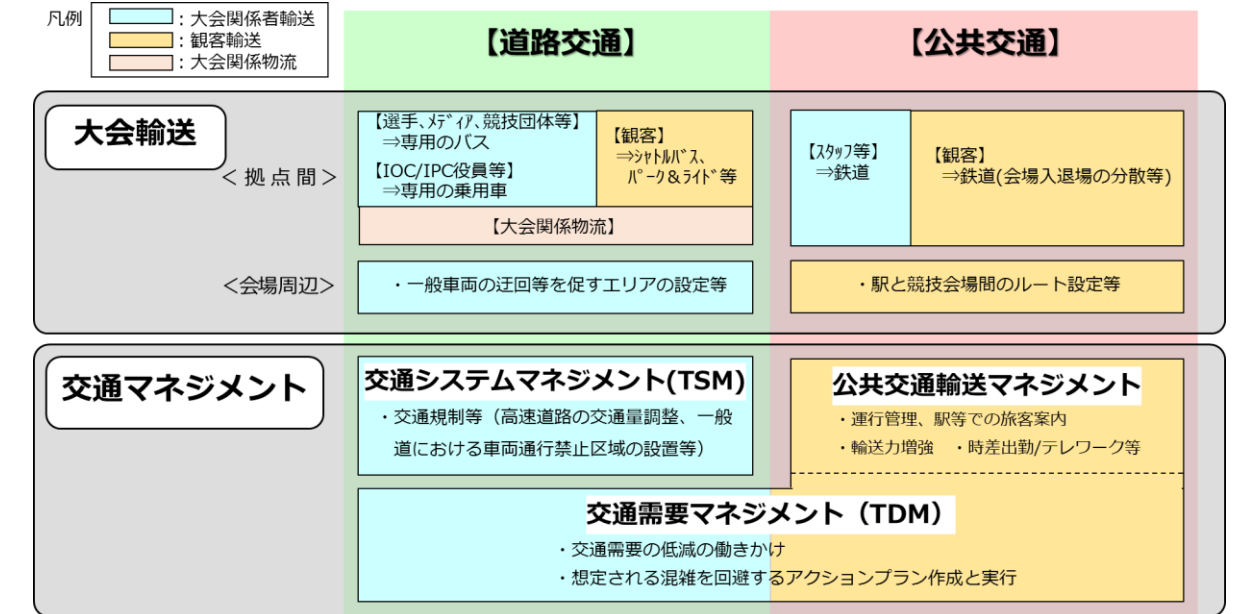 凡例
：大会関係者輸送
：観客輸送
：大会関係物流
【道路交通】
【公共交通】
大会輸送
＜拠点間＞
【選手、ﾒﾃﾞｨｱ、競技団体等】
⇒専用のバス
【IOC/IPC役員等】
⇒専用の乗用車
【観客】
⇒ｼｬﾄﾙﾊﾞｽ、
ﾊﾟｰｸ＆ﾗｲﾄﾞ等
【大会関係物流】
【ｽﾀｯﾌ等】
⇒鉄道
【観客】
⇒鉄道(会場入退場の分散等)
＜会場周辺＞
・一般車両の迂回等を促すエリアの設定等
・駅と競技会場間のルート設定等
交通マネジメント
交通システムマネジメント(TSM)
・交通規制等（高速道路の交通量調整、一般
道における車両通行禁止区域の設置等）
公共交通輸送マネジメント
・運行管理、駅等での旅客案内
・輸送力増強　・時差出勤/テレワーク等
交通需要マネジメント（TDM）
・交通需要の低減の働きかけ
・想定される混雑を回避するアクションプラン作成と実行